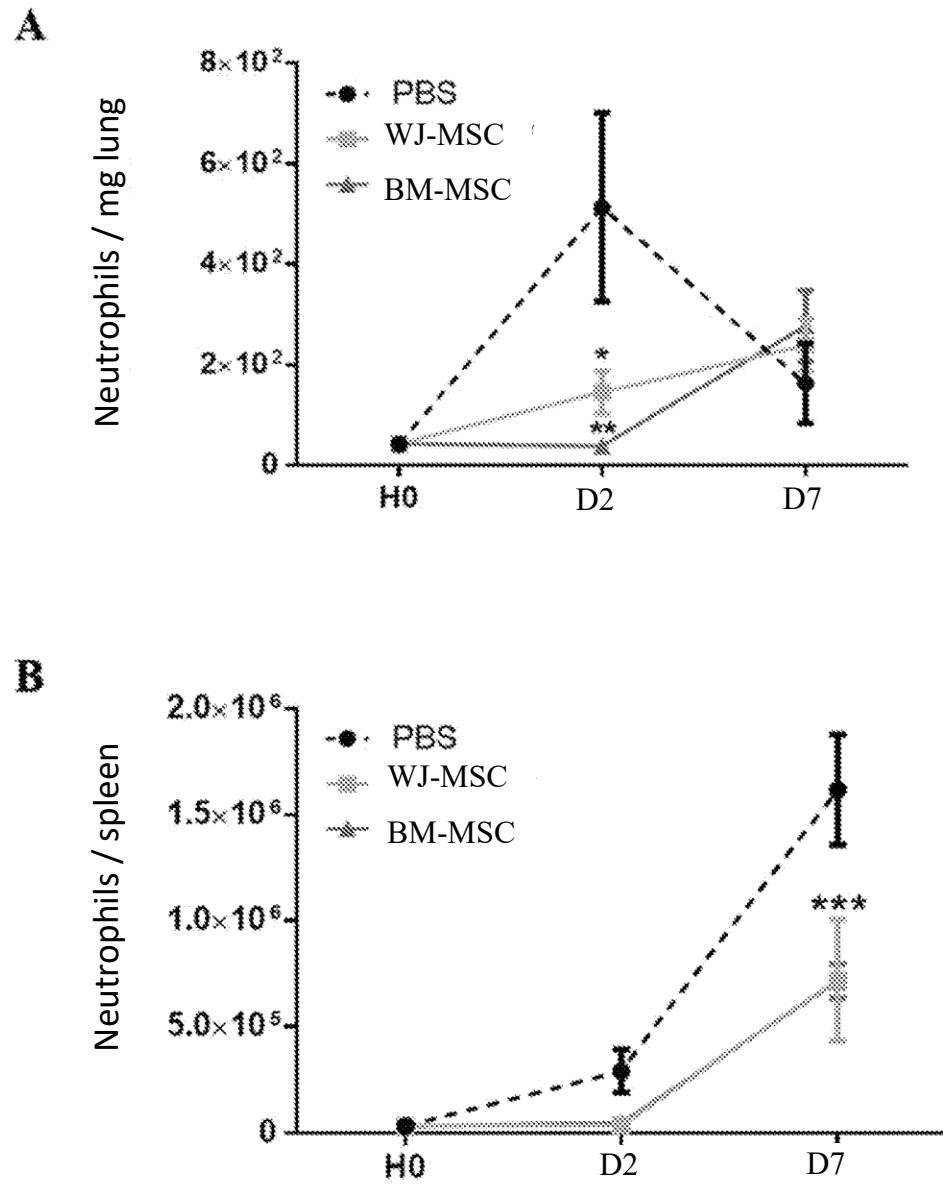 A
Neutrophils / mg lung
8×10²
6×10²
4×10²
2×10²
0
PBS
WJ-MSC
BM-MSC
*
**
H0
D2
D7
B
Neutrophils / spleen
2.0×10⁶
1.5×10⁶
1.0×10⁶
5.0×10⁵
0
PBS
WJ-MSC
BM-MSC
***
H0
D2
D7